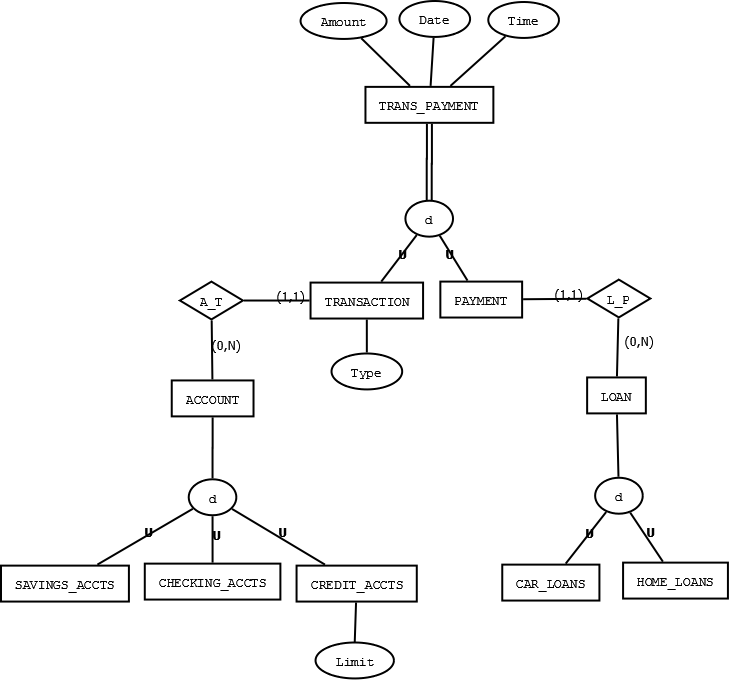 Amount
Date
Time
TRANS_PAYMENT
d
U
U
A_T
(1,1)
TRANSACTION
PAYMENT
(1,1)
L_P
(0,N)
(0,N)
Type
ACCOUNT
LOAN
d
d
U
U
U
U
U
SAVINGS_ACCTS
CHECKING_ACCTS
CREDIT_ACCTS
CAR_LOANS
HOME_LOANS
Limit